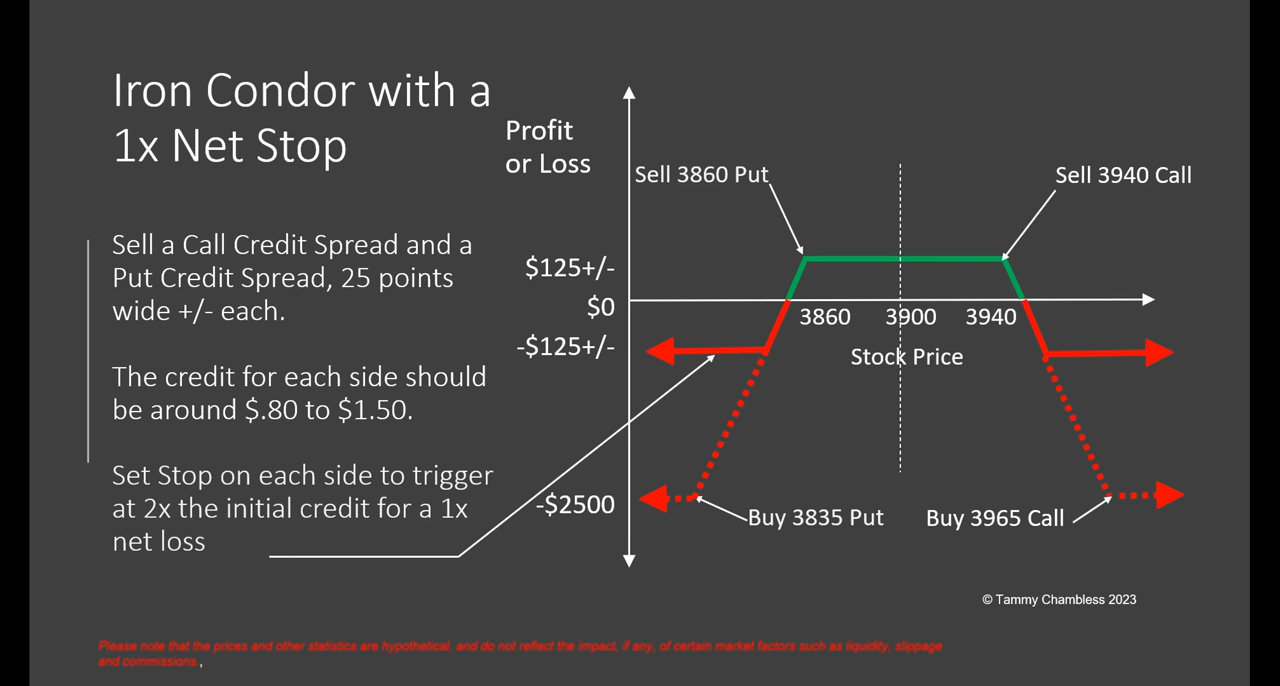 Iron Condor with a
1x Net Stop
Sell a Call Credit Spread and a
Put Credit Spread, 25 points
wide +/- each.
The credit for each side should
be around $.80 to $1.50.
Set Stop on each side to trigger
at 2x the initial credit for a 1x
net loss
Profit
or Loss
Sell 3860 Put
Sell 3940 Call
$125+/-
$0
-$125+/-
3860 3900 3940
Stock Price
-$2500
Buy 3835 Put
Buy 3965 Call
© Tammy Chambless 2023
Please note that the prices and other statistics are hypothetical, and do not reflect the impact, if any, of certain market factors such as liquidity, slippage
and commissions.,